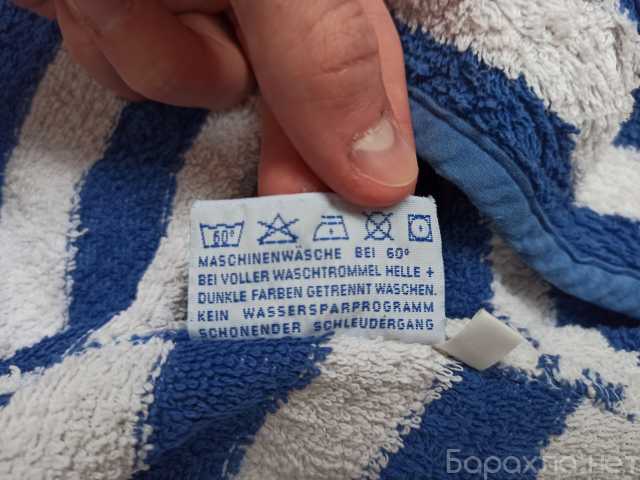 60°
MASCHINENWÄSCHE BEI 60°
BEI VOLLER WASCHTROMMEL HELLE +
DUNKLE FARBEN GETRENNT WASCHEN.
KEIN WASSERSPARPROGRAMM
SCHONENDER SCHLEUDERGANG
Барахла.нет